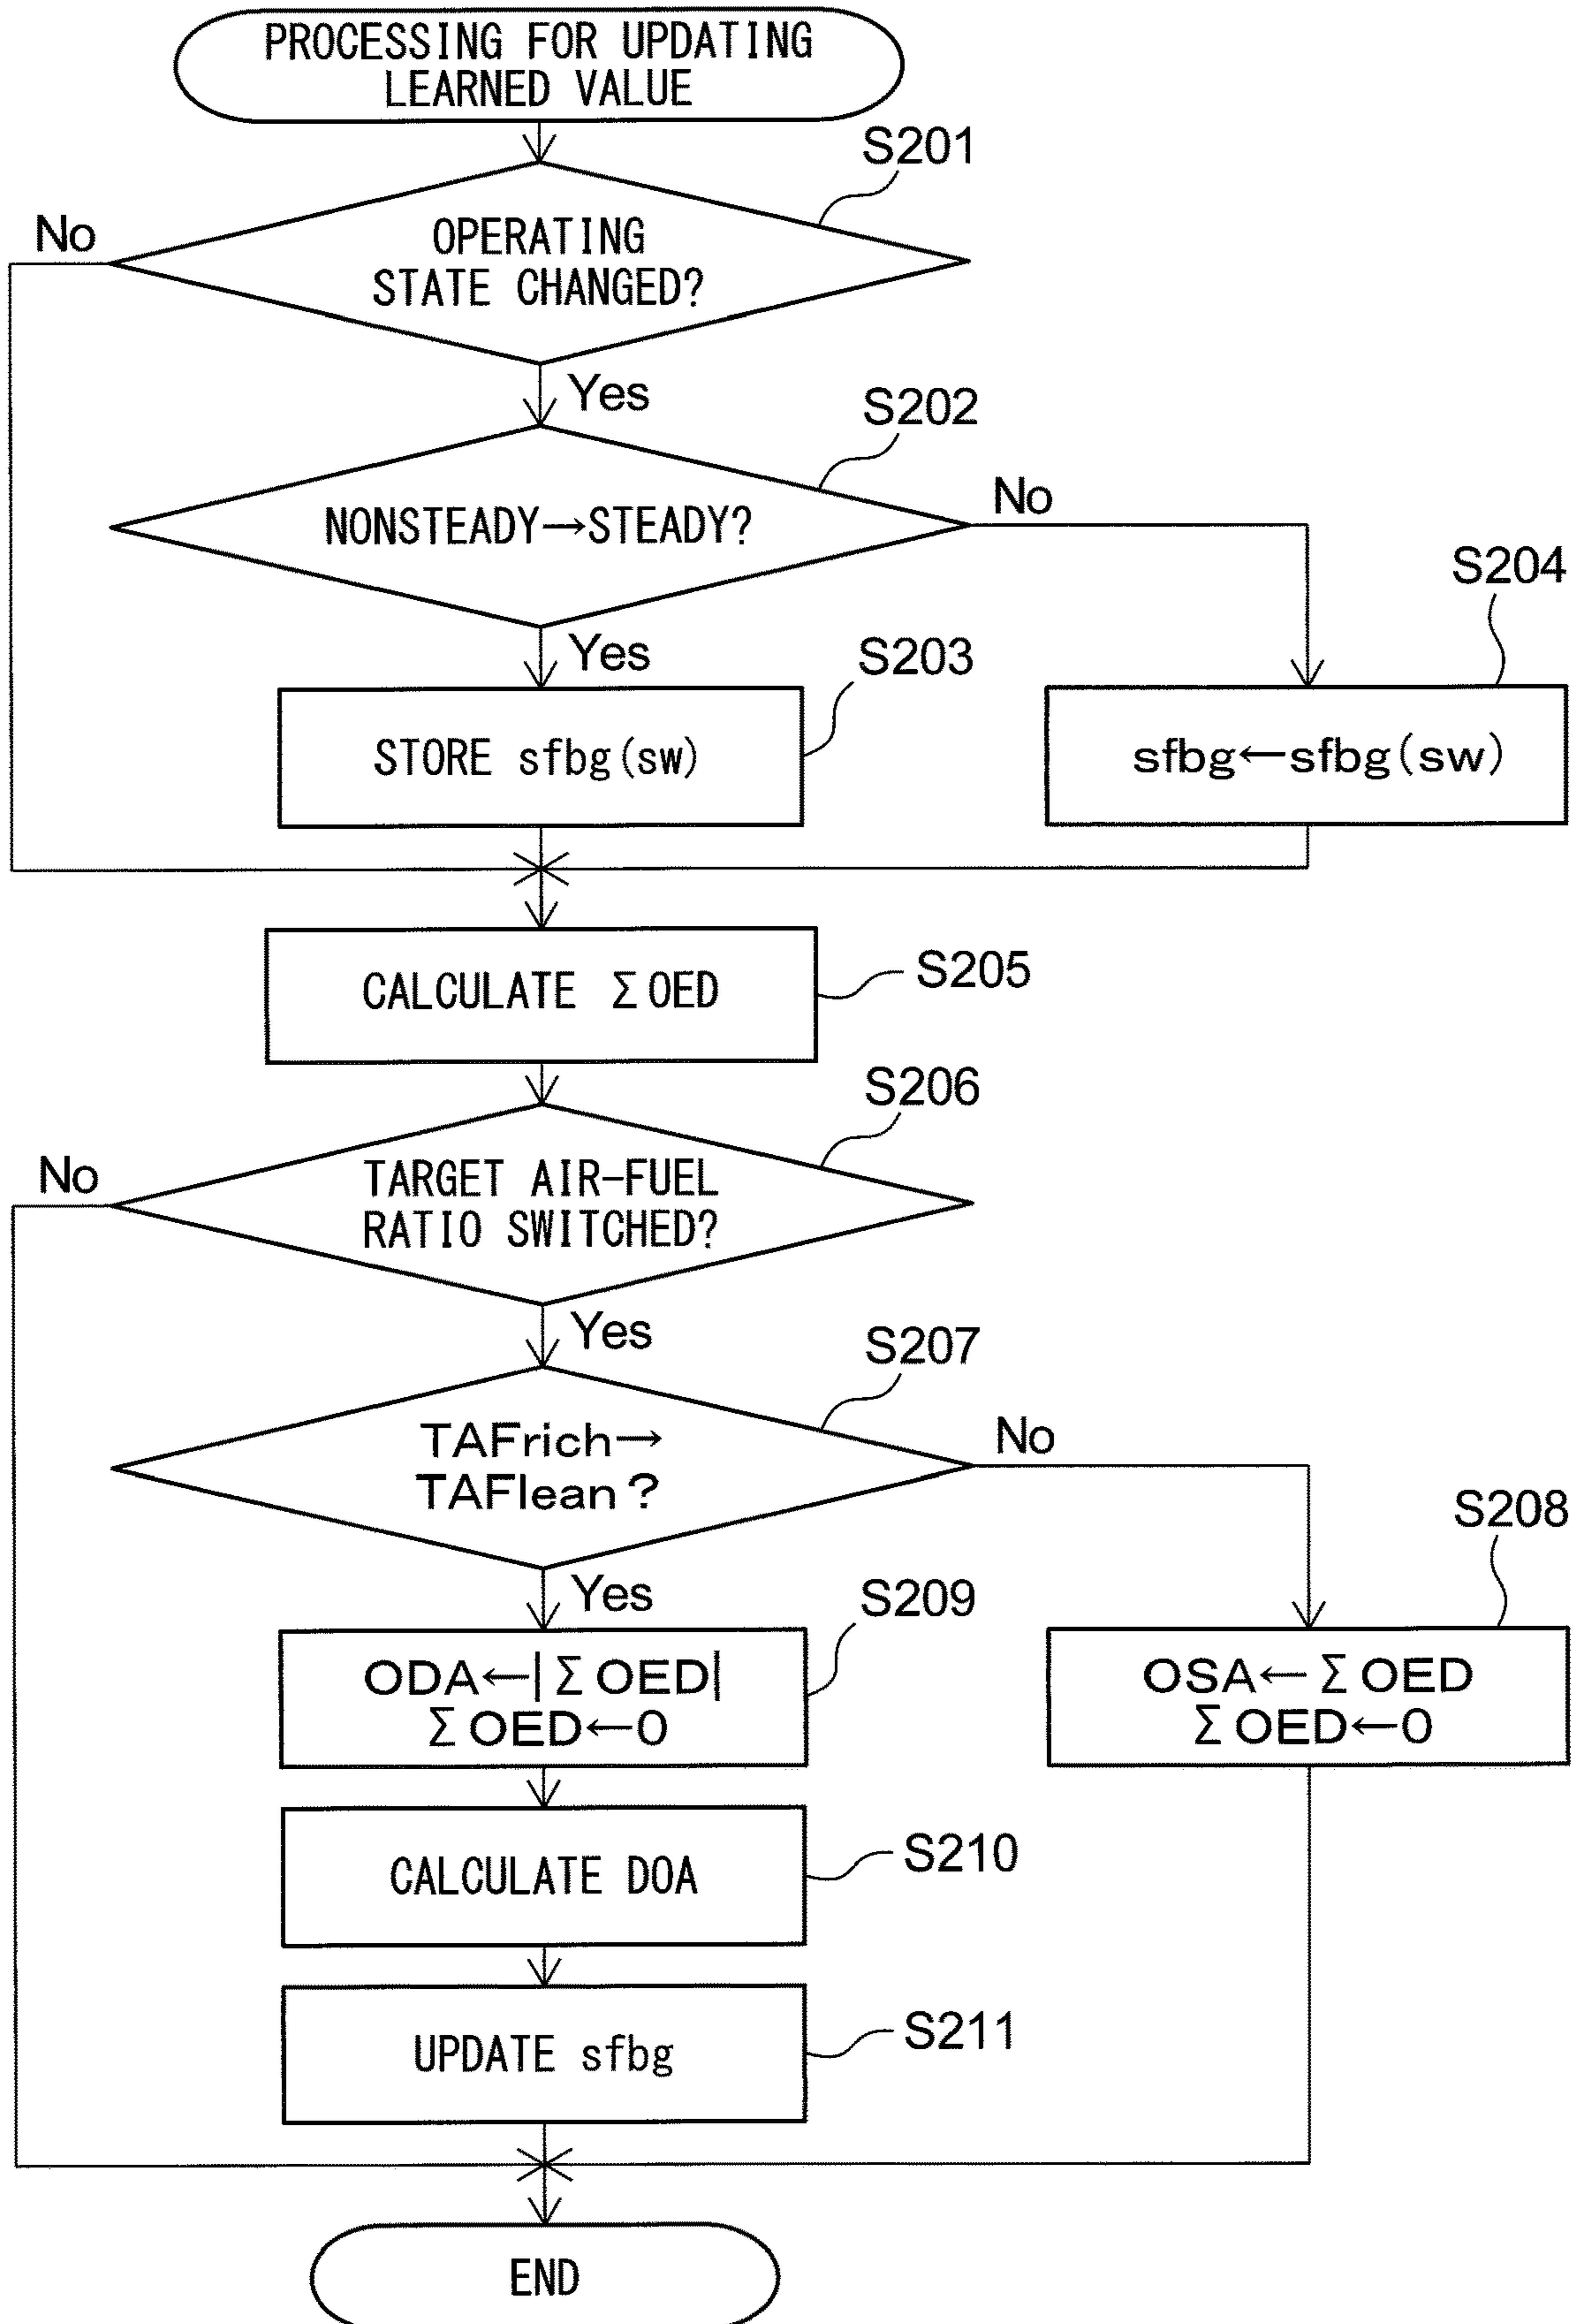 PROCESSING FOR UPDATING
LEARNED VALUE
S201
No
OPERATING
STATE CHANGED?
Yes
S202
No
NONSTEADY→STEADY?
S204
Yes
S203
STORE sfbg(sw)
sfbg←sfbg(sw)
CALCULATE ΣOED
S205
S206
No
TARGET AIR-FUEL
RATIO SWITCHED?
Yes
S207
No
TAFrich→
TAFlean?
S208
Yes
S209
ODA←|ΣOED|
ΣOED←0
OSA←ΣOED
ΣOED←0
CALCULATE DOA
S210
UPDATE sfbg
S211
END